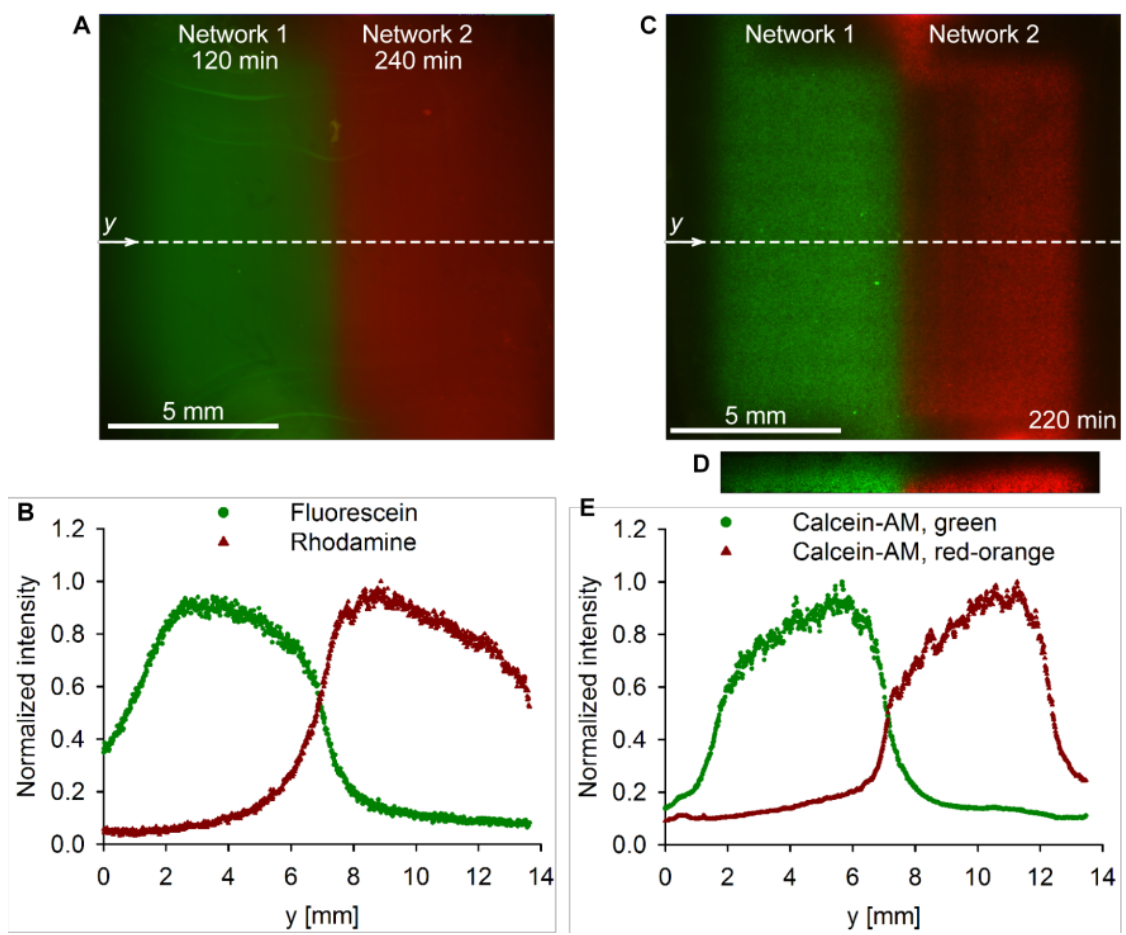 A
Network 1
120 min
Network 2
240 min
y
5 mm
C
Network 1
Network 2
y
5 mm
220 min
D
B
Fluorescein
Rhodamine
Normalized intensity
1.2
1.0
0.8
0.6
0.4
0.2
0.0
0 2 4 6 8 10 12 14
y [mm]
E
Calcein-AM, green
Calcein-AM, red-orange
Normalized intensity
1.2
1.0
0.8
0.6
0.4
0.2
0.0
0 2 4 6 8 10 12 14
y [mm]